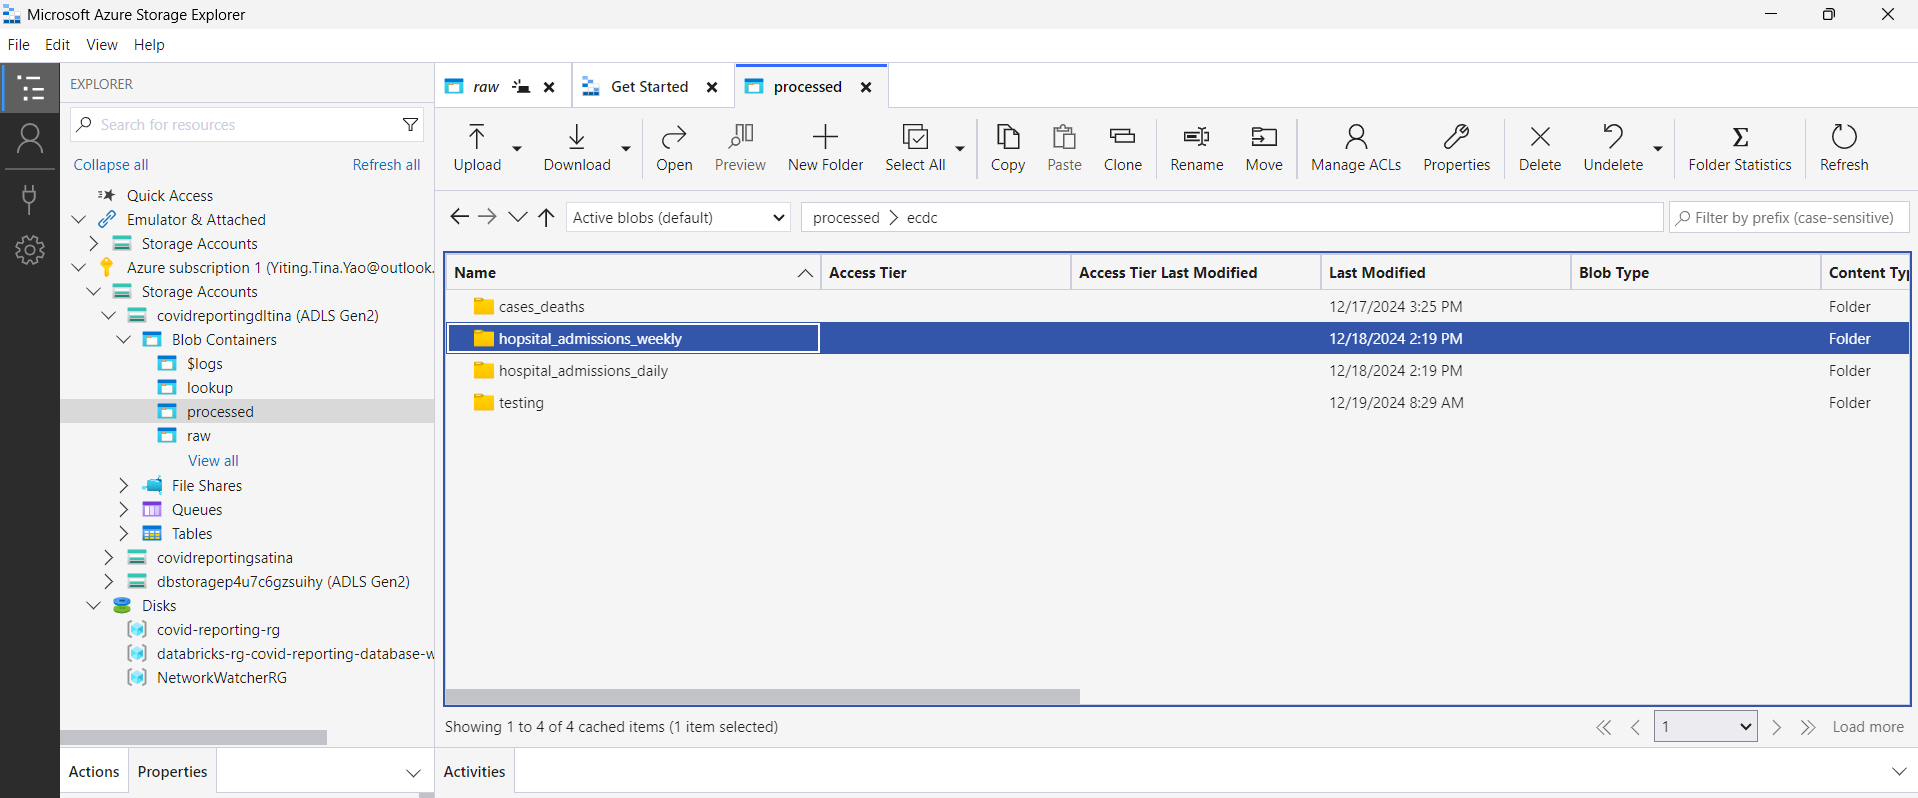 Microsoft Azure Storage Explorer
File Edit View Help
EXPLORER
Search for resources
Collapse all Refresh all
Quick Access
Emulator & Attached
Storage Accounts
Azure subscription 1 (Yiting.Tina.Yao@outlook.
Storage Accounts
covidreportingdltina (ADLS Gen2)
Blob Containers
$logs
lookup
processed
raw
View all
File Shares
Queues
Tables
covidreportingsatina
dbstoragep4u7c6gzsuihy (ADLS Gen2)
Disks
covid-reporting-rg
databricks-rg-covid-reporting-database-w
NetworkWatcherRG
Actions Properties
raw Get Started processed
Upload Download Open Preview New Folder Select All Copy Paste Clone Rename Move Manage ACLs Properties Delete Undelete Folder Statistics Refresh
Active blobs (default) processed > ecdc Filter by prefix (case-sensitive)
Name Access Tier Access Tier Last Modified Last Modified Blob Type Content Typ
cases_deaths 12/17/2024 3:25 PM Folder
hopsital_admissions_weekly 12/18/2024 2:19 PM Folder
hospital_admissions_daily 12/18/2024 2:19 PM Folder
testing 12/19/2024 8:29 AM Folder
Showing 1 to 4 of 4 cached items (1 item selected) 1 Load more
Activities